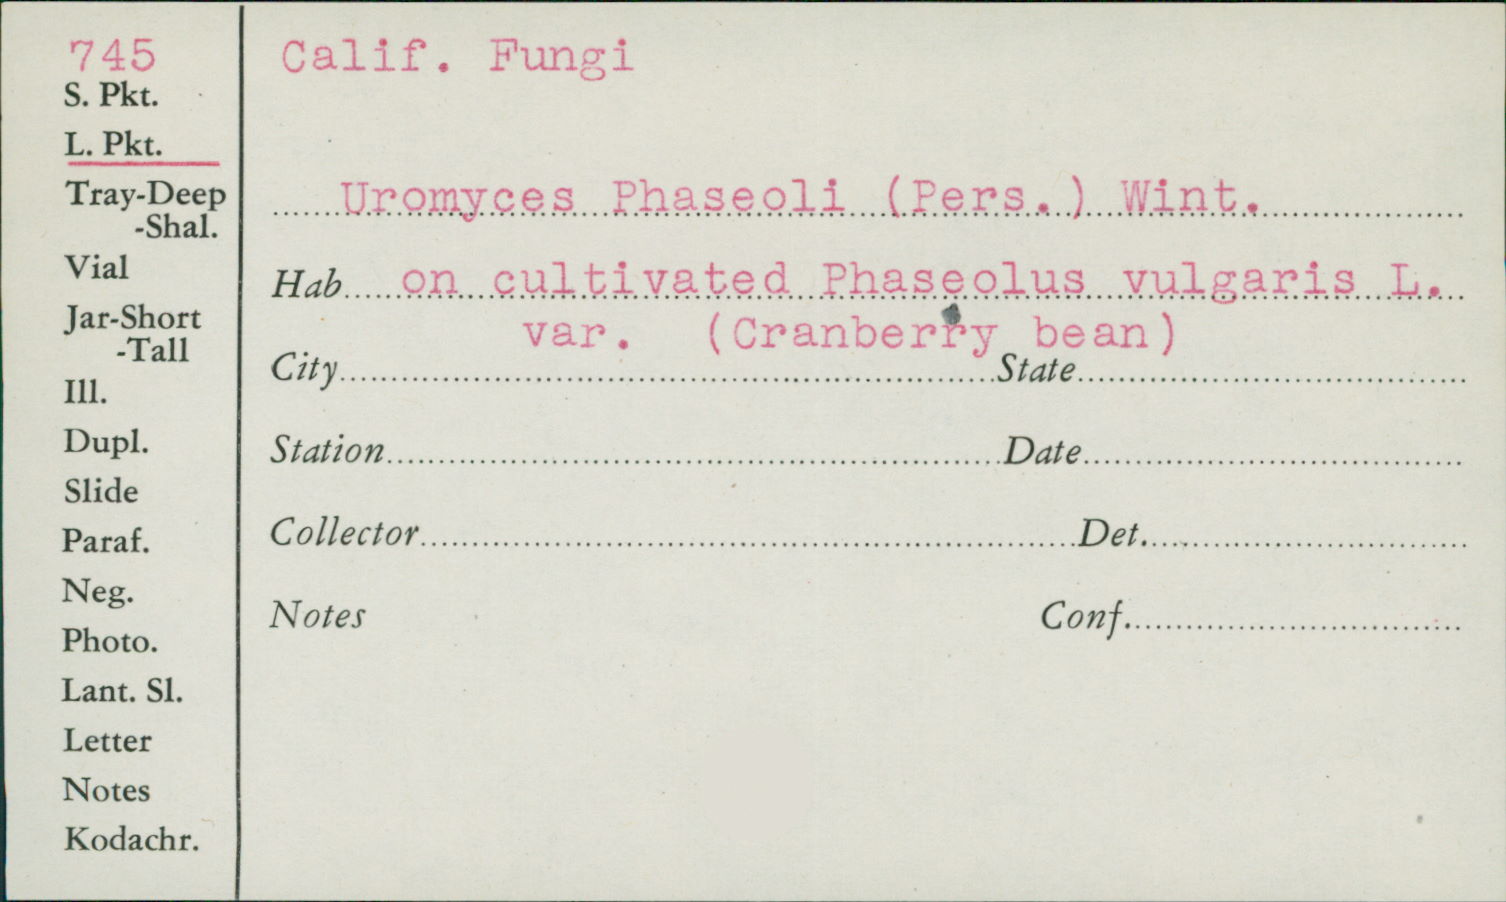 745
S. Pkt.
L. Pkt.
Tray-Deep
-Shal.
Vial
Jar-Short
-Tall
Ill.
Dupl.
Slide
Paraf.
Neg.
Photo.
Lant. Sl.
Letter
Notes
Kodachr.
Calif. Fungi
Uromyces Phaseoli (Pers.) Wint.
Hab on cultivated Phaseolus vulgaris L.
var. (Cranberry bean)
City State
Station Date
Collector Det.
Notes Conf.